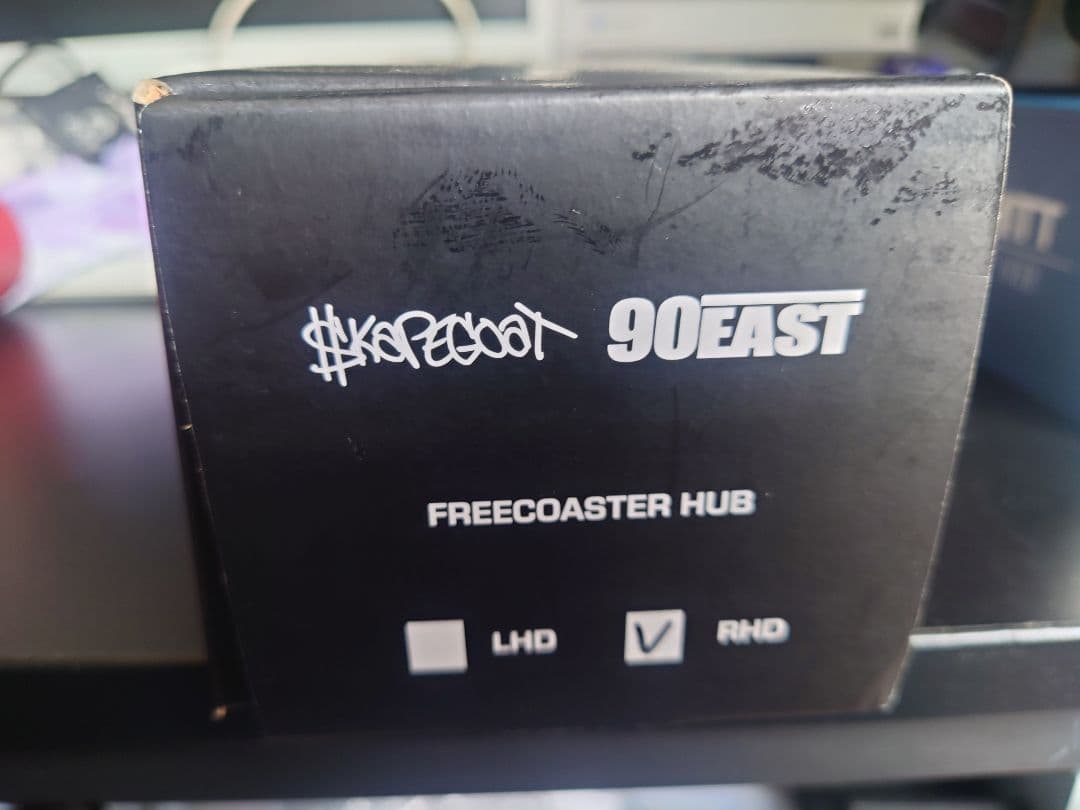 $KAPEGOAT 90EAST
FREECOASTER HUB
LHD RHD